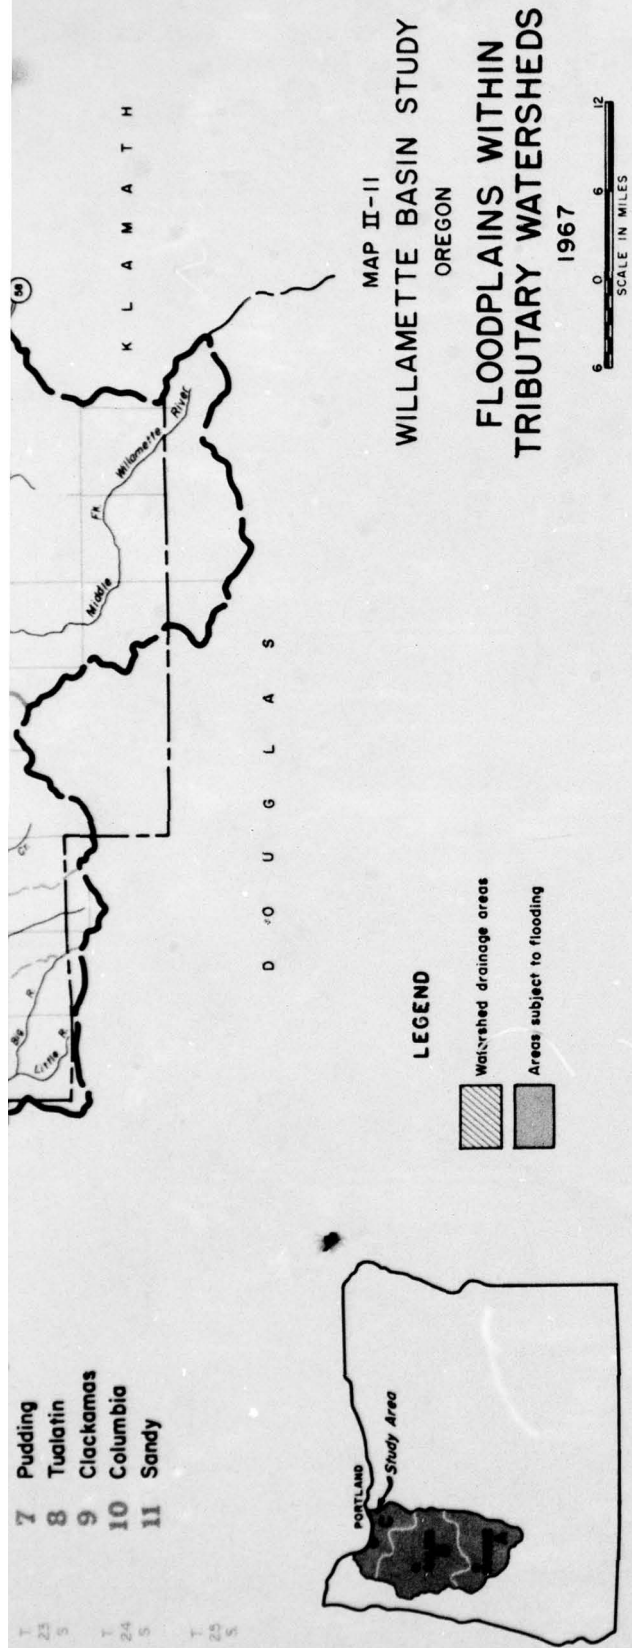 58
K L A M A T H
Middle
Fk
Willamette
River
Cr
Big
R
Little R
D O U G L A S
MAP II-11
WILLAMETTE BASIN STUDY
OREGON
FLOODPLAINS WITHIN
TRIBUTARY WATERSHEDS
1967
6 0 6 12
SCALE IN MILES
LEGEND
Watershed drainage areas
Areas subject to flooding
7 Pudding
8 Tualatin
9 Clackamas
10 Columbia
11 Sandy
T.
23
S
T.
24
S
T.
25
S.
PORTLAND
Study Area